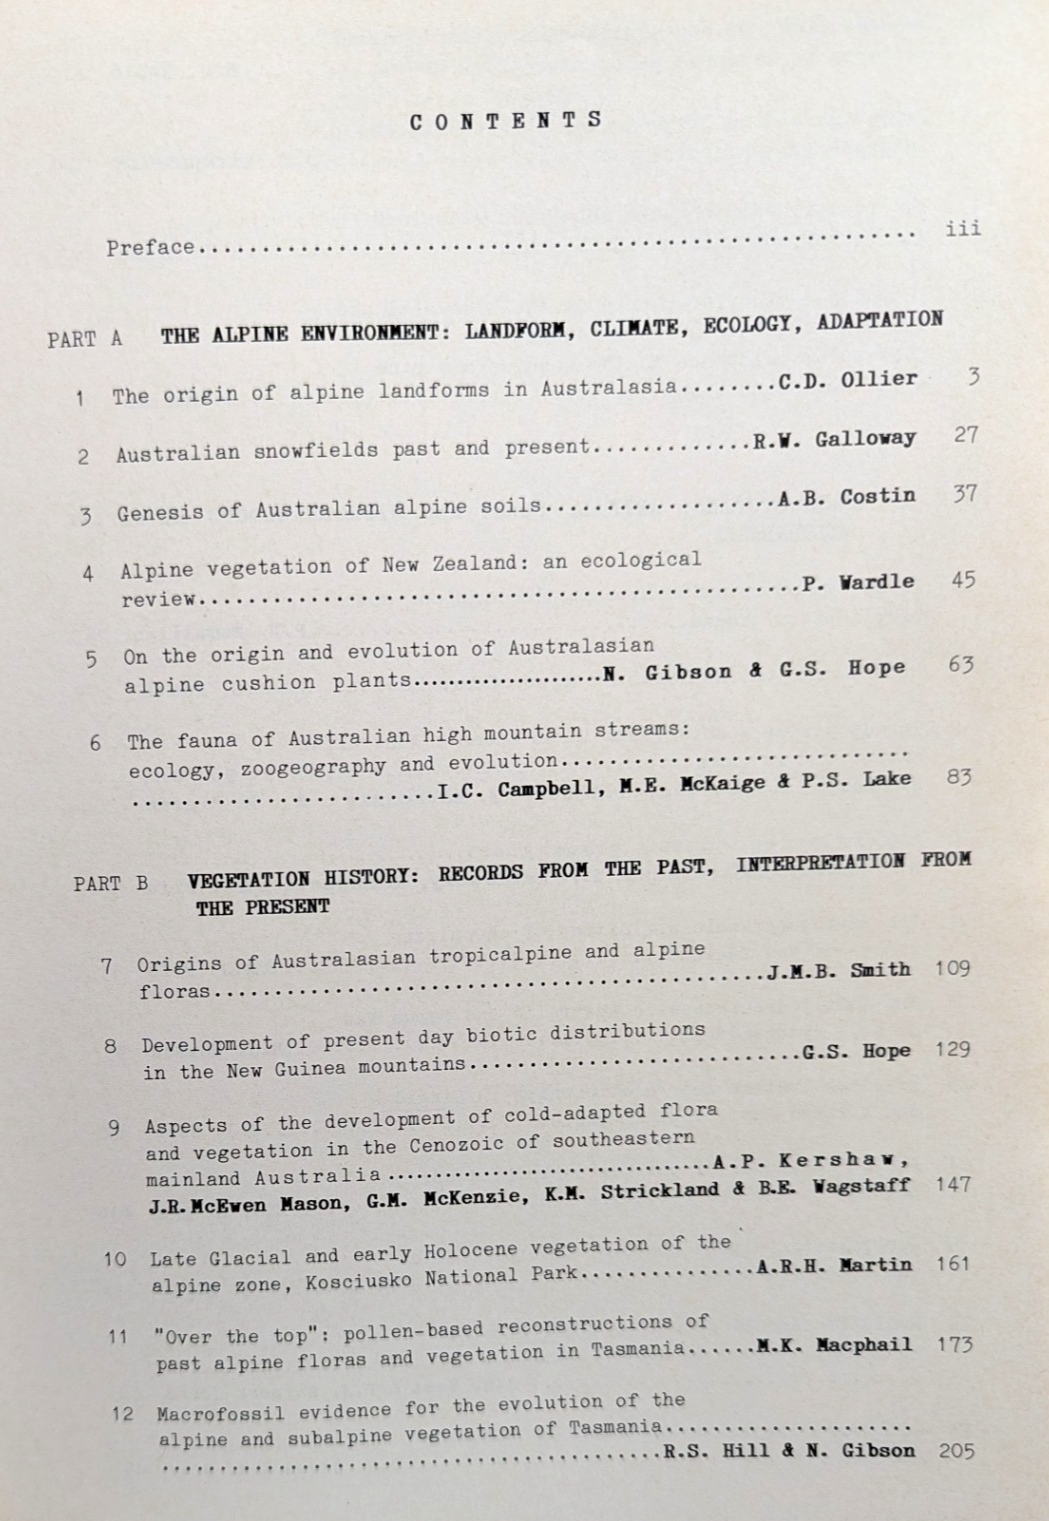 CONTENTS
Preface........................................................ iii
PART A THE ALPINE ENVIRONMENT: LANDFORM, CLIMATE, ECOLOGY, ADAPTATION
1 The origin of alpine landforms in Australasia........C.D. Ollier 3
2 Australian snowfields past and present.............R.W. Galloway 27
3 Genesis of Australian alpine soils...................A.B. Costin 37
4 Alpine vegetation of New Zealand: an ecological
review................................................P. Wardle 45
5 On the origin and evolution of Australasian
alpine cushion plants.......................N. Gibson & G.S. Hope 63
6 The fauna of Australian high mountain streams:
ecology, zoogeography and evolution............................
........................I.C. Campbell, M.E. McKaige & P.S. Lake 83
PART B VEGETATION HISTORY: RECORDS FROM THE PAST, INTERPRETATION FROM
THE PRESENT
7 Origins of Australasian tropicalpine and alpine
floras..............................................J.M.B. Smith 109
8 Development of present day biotic distributions
in the New Guinea mountains...........................G.S. Hope 129
9 Aspects of the development of cold-adapted flora
and vegetation in the Cenozoic of southeastern
mainland Australia ..................................A.P. Kershaw,
J.R. McEwen Mason, G.M. McKenzie, K.M. Strickland & B.E. Wagstaff 147
10 Late Glacial and early Holocene vegetation of the
alpine zone, Kosciusko National Park...............A.R.H. Martin 161
11 "Over the top": pollen-based reconstructions of
past alpine floras and vegetation in Tasmania......M.K. Macphail 173
12 Macrofossil evidence for the evolution of the
alpine and subalpine vegetation of Tasmania....................
.........................................R.S. Hill & N. Gibson 205